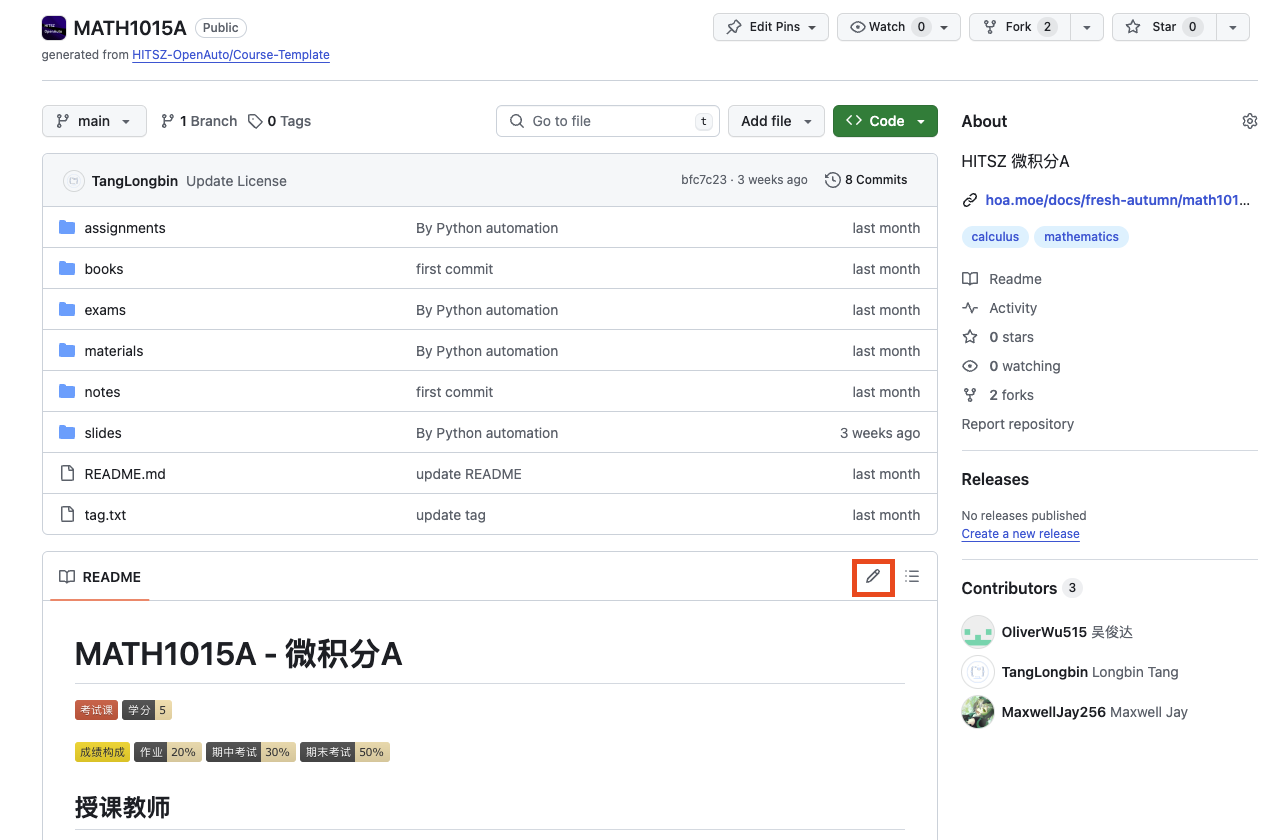 MATH1015A Public
Edit Pins
Watch 0
Fork 2
Star 0
generated from HITSZ-OpenAuto/Course-Template
main
1 Branch
0 Tags
Go to file t
Add file
Code
TangLongbin Update License
bfc7c23 · 3 weeks ago
8 Commits
assignments By Python automation last month
books first commit last month
exams By Python automation last month
materials By Python automation last month
notes first commit last month
slides By Python automation 3 weeks ago
README.md update README last month
tag.txt update tag last month
README
MATH1015A - 微积分A
考试课 学分 5
成绩构成 作业 20% 期中考试 30% 期末考试 50%
授课教师
About
HITSZ 微积分A
hoa.moe/docs/fresh-autumn/math101...
calculus mathematics
Readme
Activity
0 stars
0 watching
2 forks
Report repository
Releases
No releases published
Create a new release
Contributors 3
OliverWu515 吴俊达
TangLongbin Longbin Tang
MaxwellJay256 Maxwell Jay